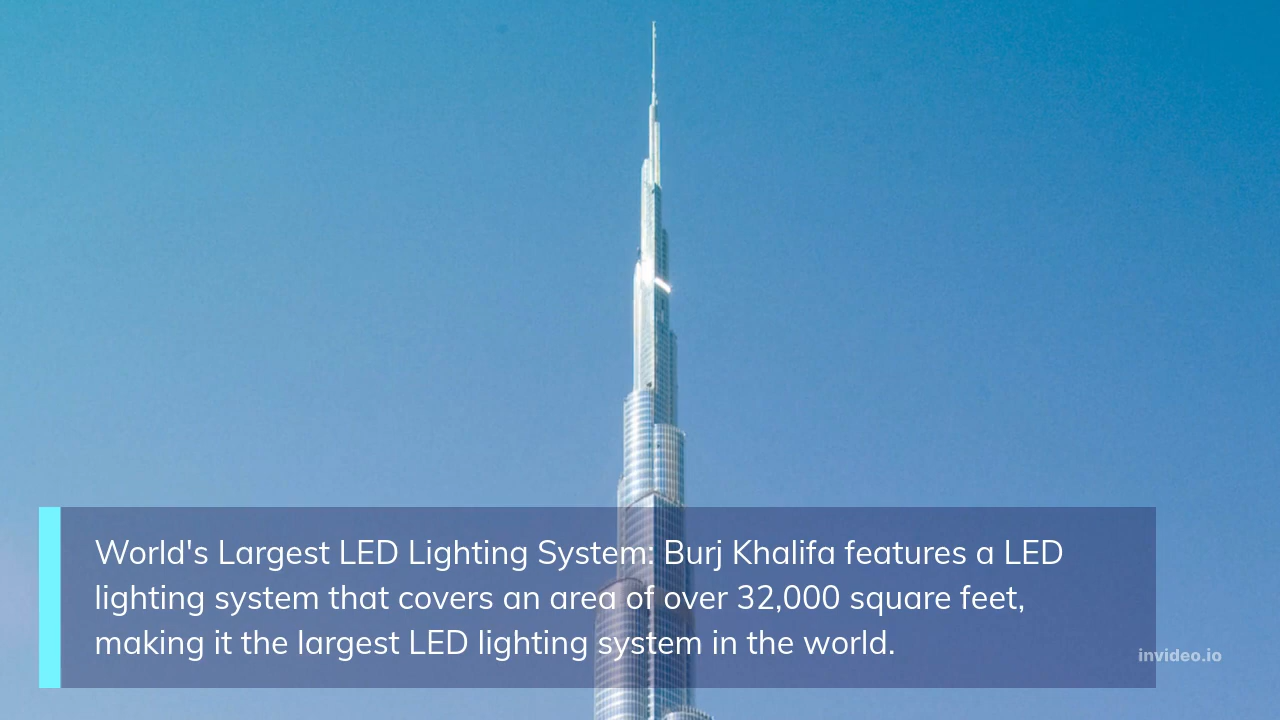 World's Largest LED Lighting System: Burj Khalifa features a LED
lighting system that covers an area of over 32,000 square feet,
making it the largest LED lighting system in the world.
invideo.io